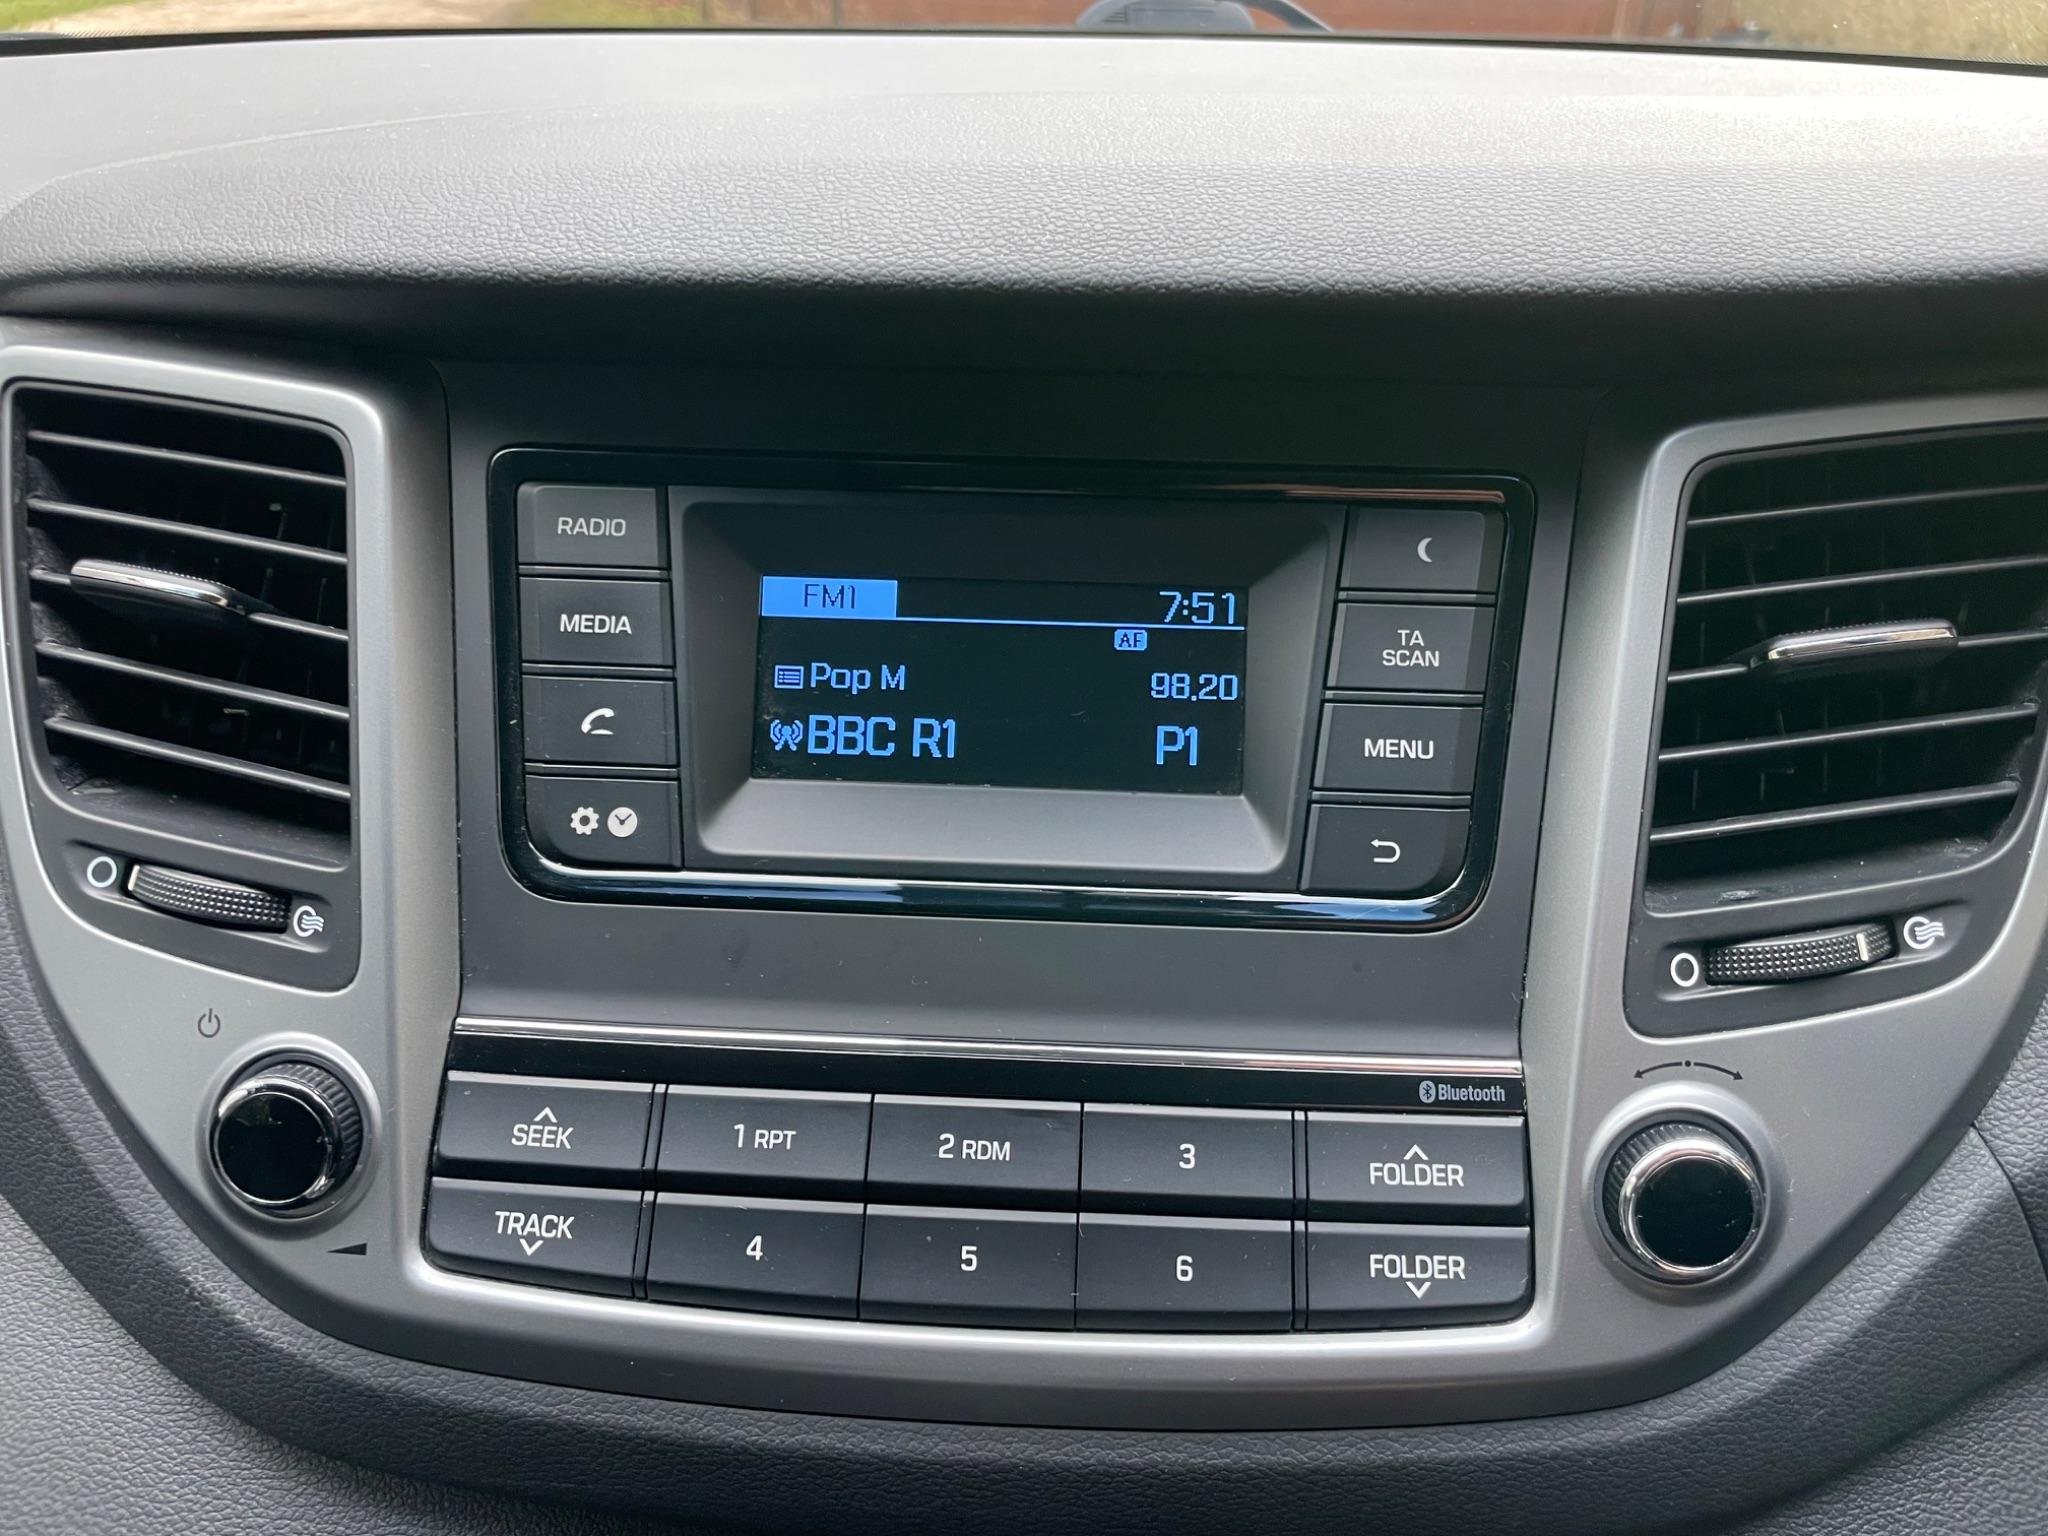 RADIO
MEDIA
FM1 7:51
AF
Pop M 98.20
BBC R1 P1
TA
SCAN
MENU
Bluetooth
SEEK
1 RPT
2 RDM
3
FOLDER
TRACK
4
5
6
FOLDER